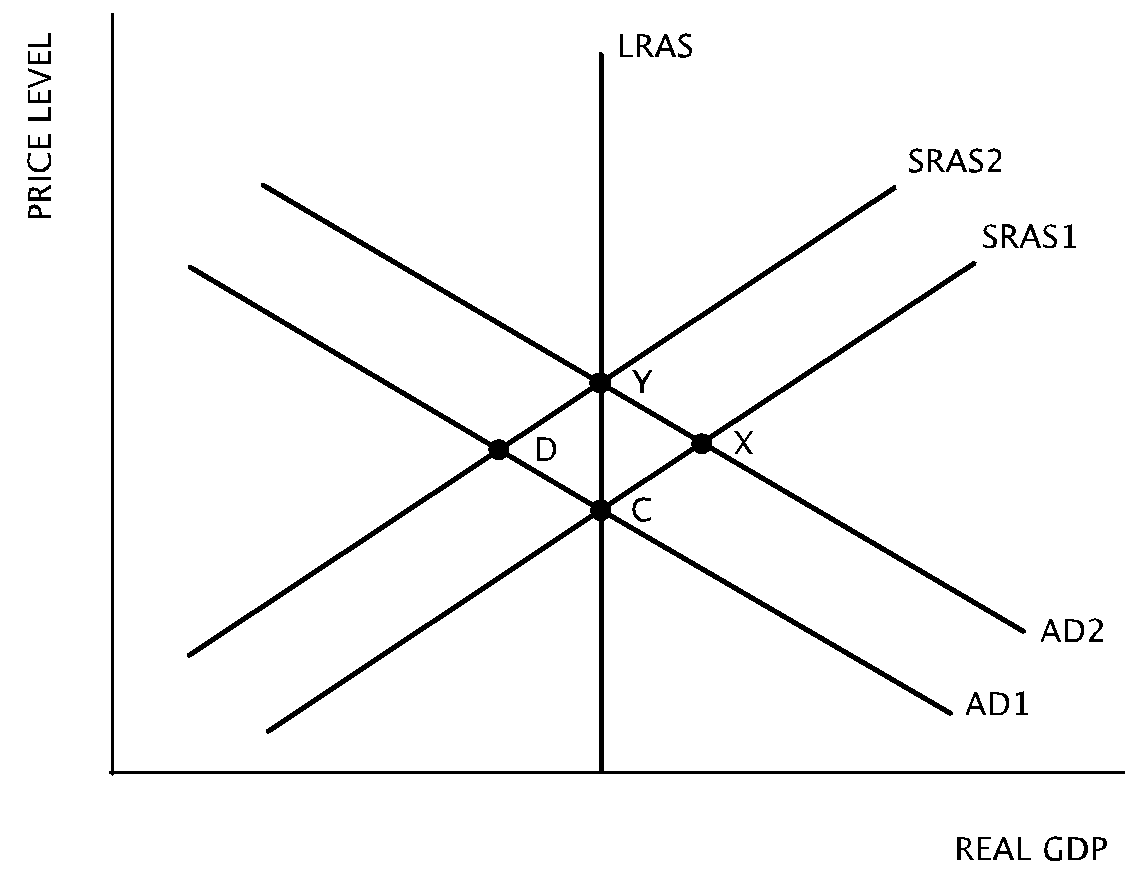 PRICE LEVEL
LRAS
SRAS2
SRAS1
Y
X
D
C
AD2
AD1
REAL GDP